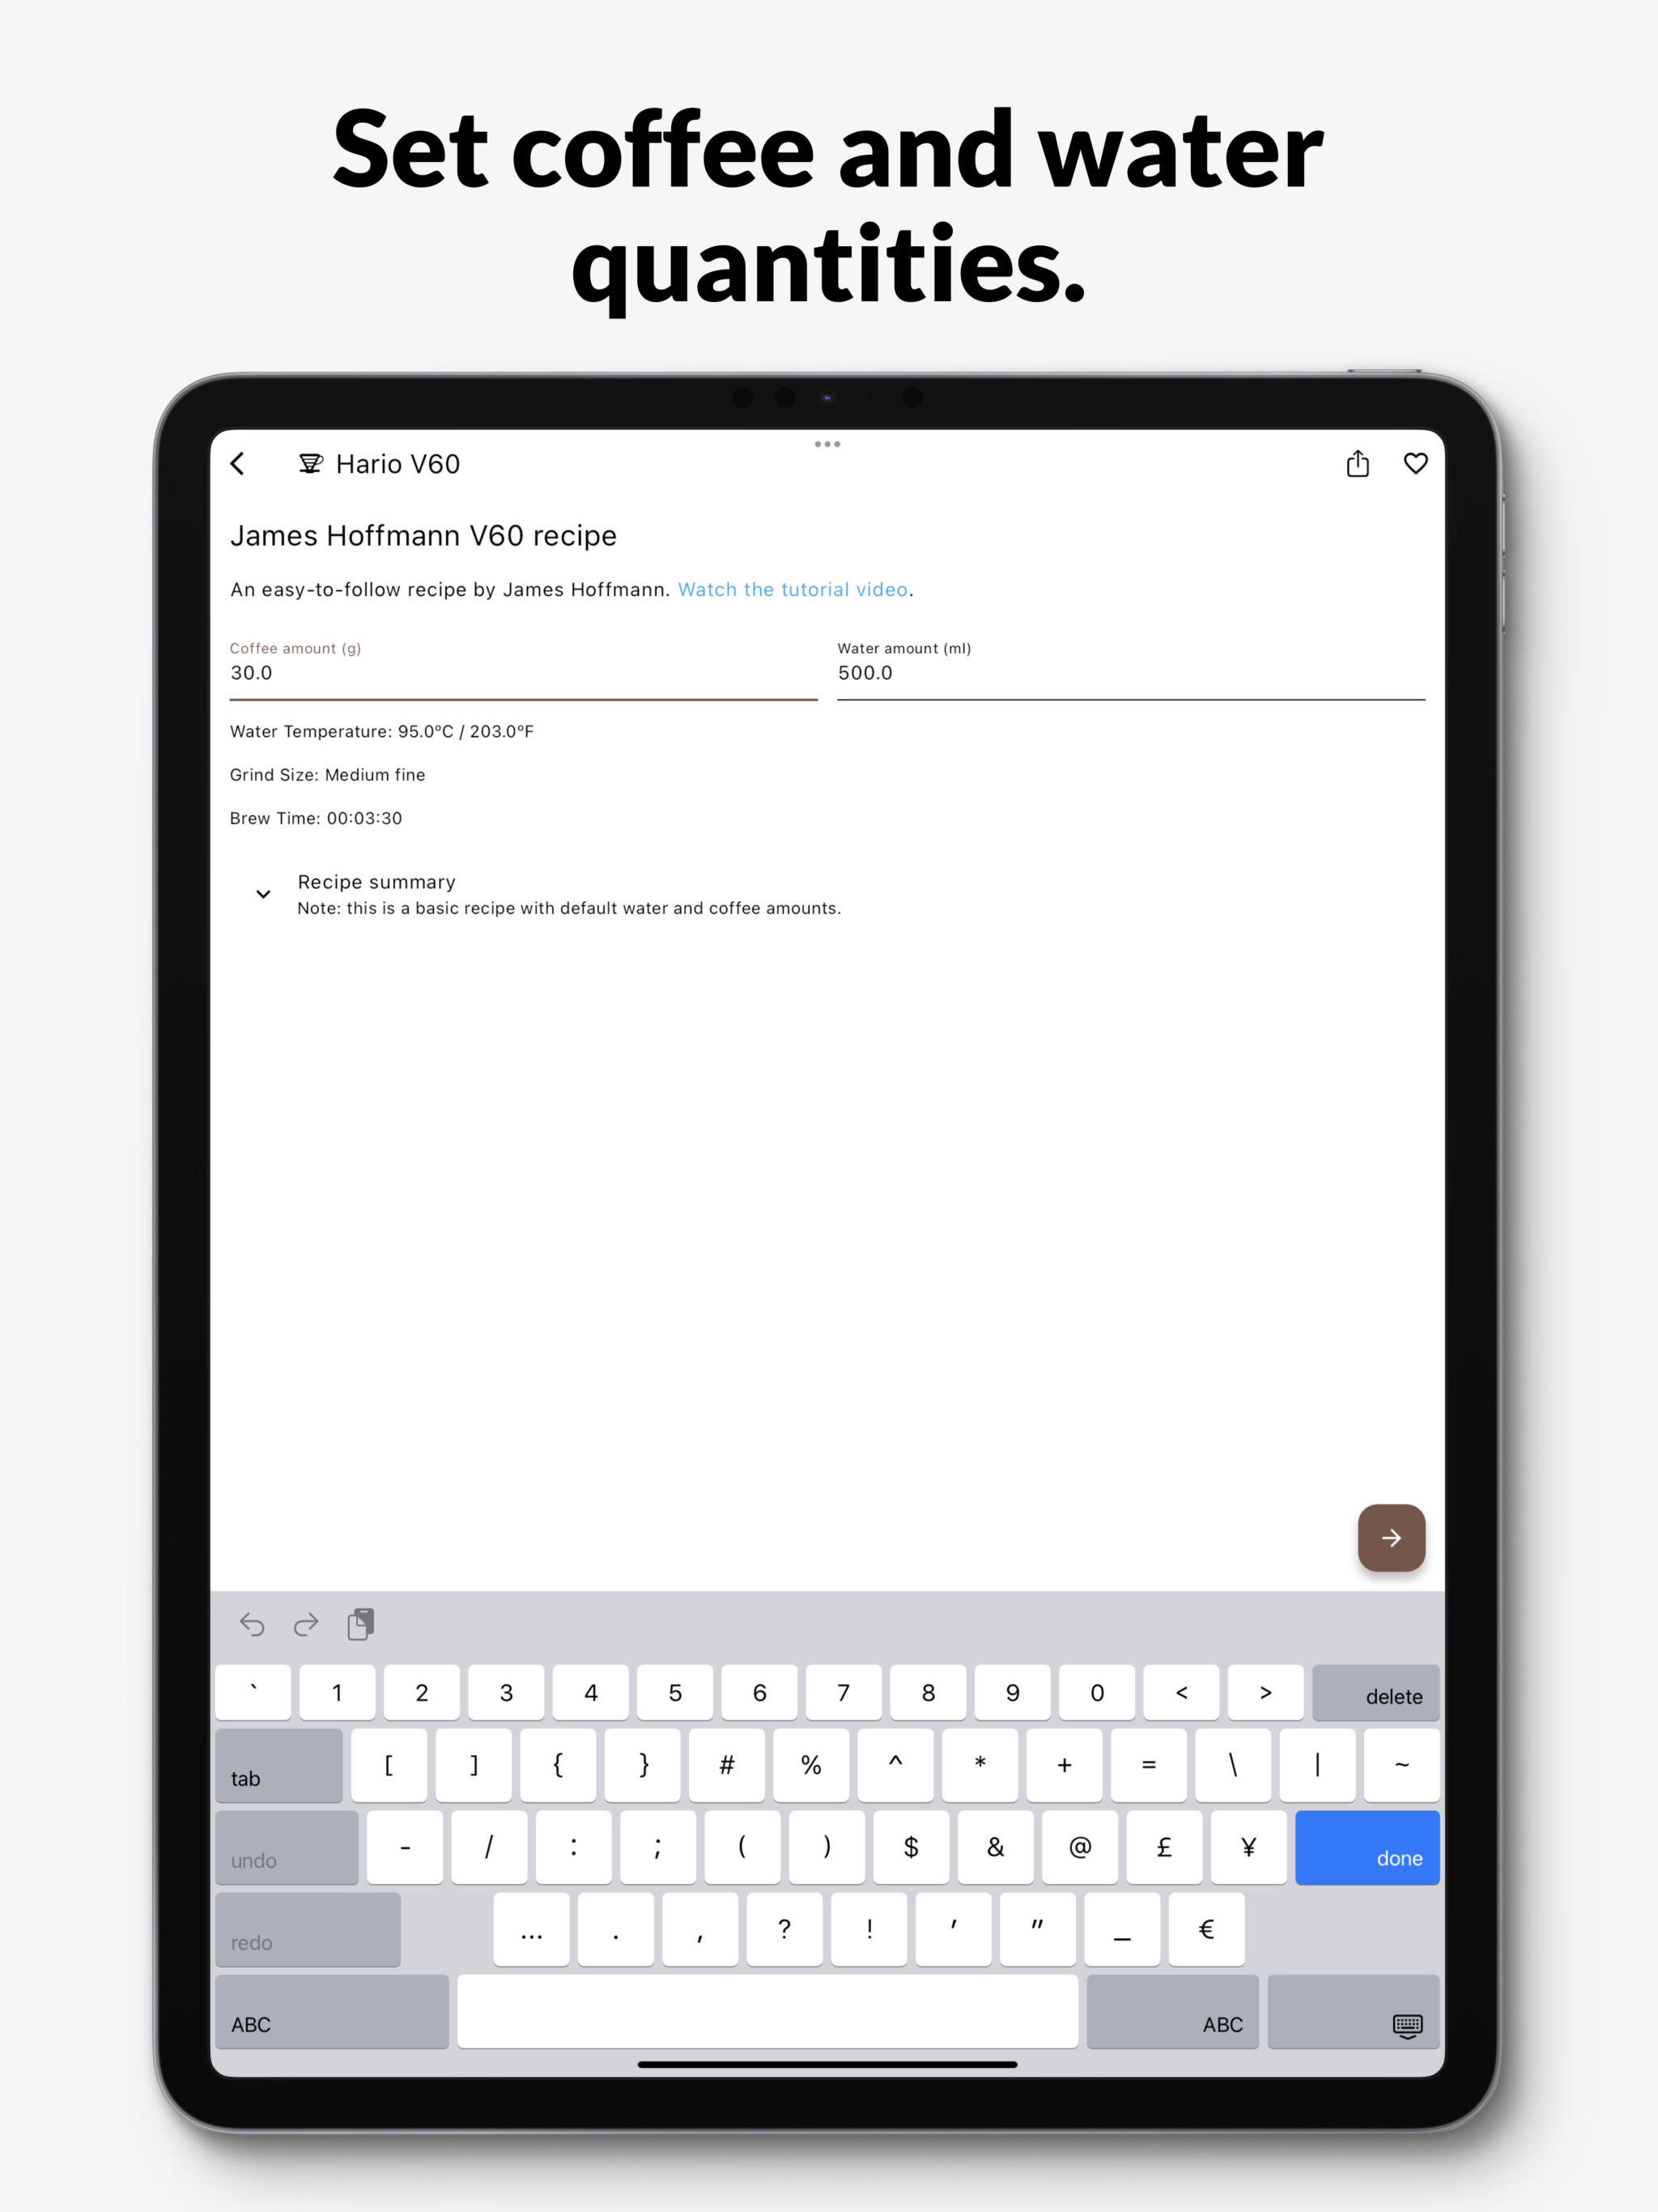 Set coffee and water
quantities.
Hario V60
James Hoffmann V60 recipe
An easy-to-follow recipe by James Hoffmann. Watch the tutorial video.
Coffee amount (g)
30.0
Water amount (ml)
500.0
Water Temperature: 95.0ºC / 203.0ºF
Grind Size: Medium fine
Brew Time: 00:03:30
Recipe summary
Note: this is a basic recipe with default water and coffee amounts.
` 1 2 3 4 5 6 7 8 9 0 < > delete
tab [ ] { } # % ^ * + = \ | ~
undo - / : ; ( ) $ & @ £ ¥ done
redo … . , ? ! ' " _ €
ABC ABC